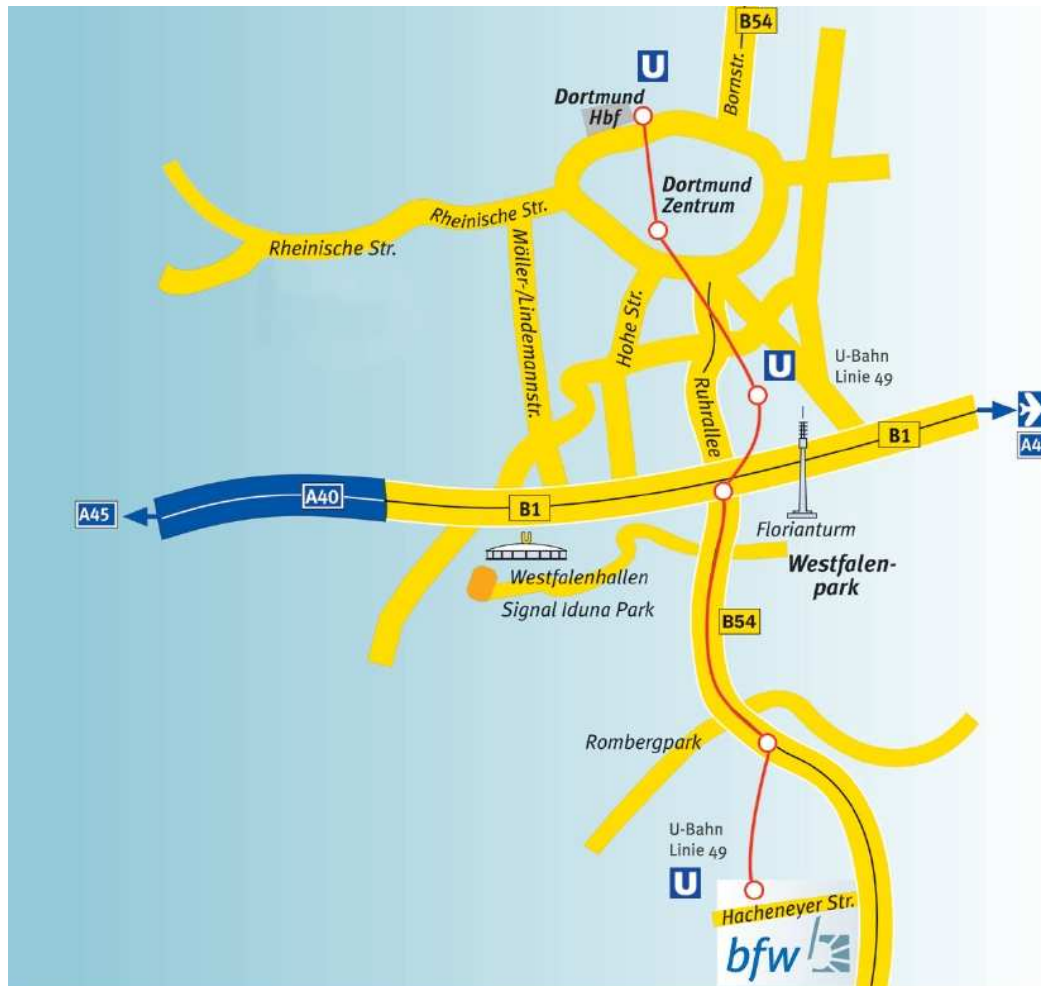 B54
U
Bornstr.
Dortmund
Hbf
Dortmund
Zentrum
Rheinische Str.
Rheinische Str.
Möller-/Lindemannstr.
Hohe Str.
Ruhrallee
U
U-Bahn
Linie 49
B1
A4
A45
A40
B1
Florianturm
Westfalenhallen
Westfalen-
park
Signal Iduna Park
B54
Rombergpark
U-Bahn
Linie 49
U
Hacheneyer Str.
bfw